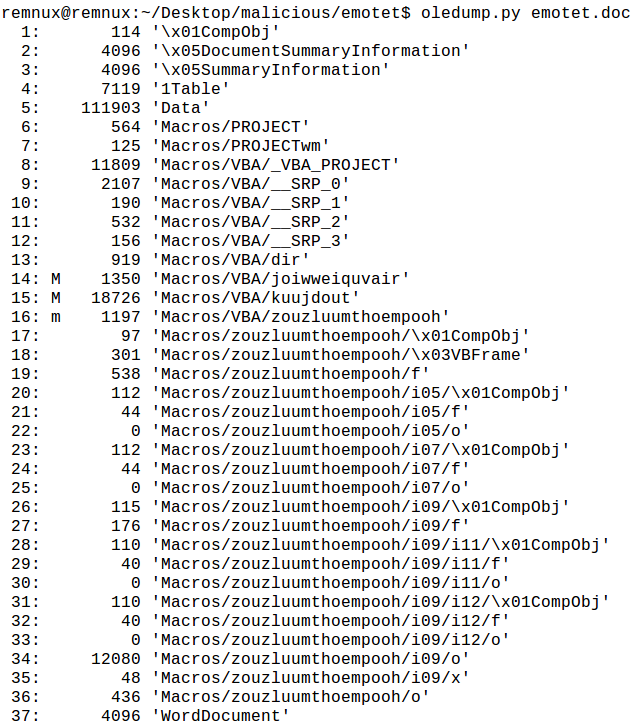 remnux@remnux:~/Desktop/malicious/emotet$ oledump.py emotet.doc
  1:       114 '\x01CompObj'
  2:      4096 '\x05DocumentSummaryInformation'
  3:      4096 '\x05SummaryInformation'
  4:      7119 '1Table'
  5:    111903 'Data'
  6:       564 'Macros/PROJECT'
  7:       125 'Macros/PROJECTwm'
  8:     11809 'Macros/VBA/_VBA_PROJECT'
  9:      2107 'Macros/VBA/__SRP_0'
 10:       190 'Macros/VBA/__SRP_1'
 11:       532 'Macros/VBA/__SRP_2'
 12:       156 'Macros/VBA/__SRP_3'
 13:       919 'Macros/VBA/dir'
 14: M    1350 'Macros/VBA/joiwweiquvair'
 15: M   18726 'Macros/VBA/kuujdout'
 16: m    1197 'Macros/VBA/zouzluumthoempooh'
 17:        97 'Macros/zouzluumthoempooh/\x01CompObj'
 18:       301 'Macros/zouzluumthoempooh/\x03VBFrame'
 19:       538 'Macros/zouzluumthoempooh/f'
 20:       112 'Macros/zouzluumthoempooh/i05/\x01CompObj'
 21:        44 'Macros/zouzluumthoempooh/i05/f'
 22:         0 'Macros/zouzluumthoempooh/i05/o'
 23:       112 'Macros/zouzluumthoempooh/i07/\x01CompObj'
 24:        44 'Macros/zouzluumthoempooh/i07/f'
 25:         0 'Macros/zouzluumthoempooh/i07/o'
 26:       115 'Macros/zouzluumthoempooh/i09/\x01CompObj'
 27:       176 'Macros/zouzluumthoempooh/i09/f'
 28:       110 'Macros/zouzluumthoempooh/i09/i11/\x01CompObj'
 29:        40 'Macros/zouzluumthoempooh/i09/i11/f'
 30:         0 'Macros/zouzluumthoempooh/i09/i11/o'
 31:       110 'Macros/zouzluumthoempooh/i09/i12/\x01CompObj'
 32:        40 'Macros/zouzluumthoempooh/i09/i12/f'
 33:         0 'Macros/zouzluumthoempooh/i09/i12/o'
 34:     12080 'Macros/zouzluumthoempooh/i09/o'
 35:        48 'Macros/zouzluumthoempooh/i09/x'
 36:       436 'Macros/zouzluumthoempooh/o'
 37:      4096 'WordDocument'